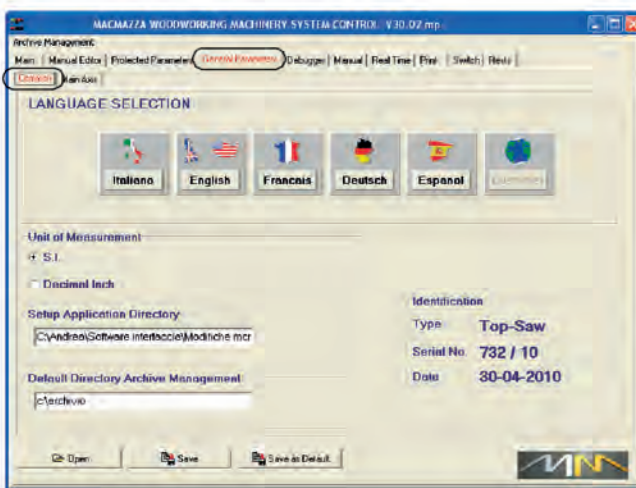 MACMAZZA WOODWORKING MACHINERY SYSTEM CONTROL V30.02 mp
Archive Management
Main Manual Editor Protected Parameters General Parameters Debugger Manual Real Time Print Switch Restis
Common Main Axis
LANGUAGE SELECTION
Italiano English Francais Deutsch Espanol
Unit of Measurement
S.I.
Decimal Inch
Setup Application Directory
C:\Andrea\Software interfaccia\Modifiche mcr
Default Directory Archive Management
c:\archivio
Identification
Type Top-Saw
Serial No. 732 / 10
Date 30-04-2010
Open Save Save as Default